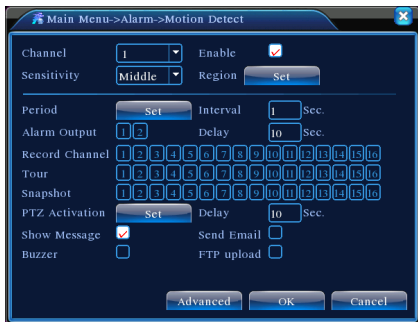 Main Menu->Alarm->Motion Detect
Channel 1 Enable
Sensitivity Middle Region Set
Period Set Interval 1 Sec.
Alarm Output 1 2 Delay 10 Sec.
Record Channel 1 2 3 4 5 6 7 8 9 10 11 12 13 14 15 16
Tour 1 2 3 4 5 6 7 8 9 10 11 12 13 14 15 16
Snapshot 1 2 3 4 5 6 7 8 9 10 11 12 13 14 15 16
PTZ Activation Set Delay 10 Sec.
Show Message Send Email
Buzzer FTP upload
Advanced OK Cancel